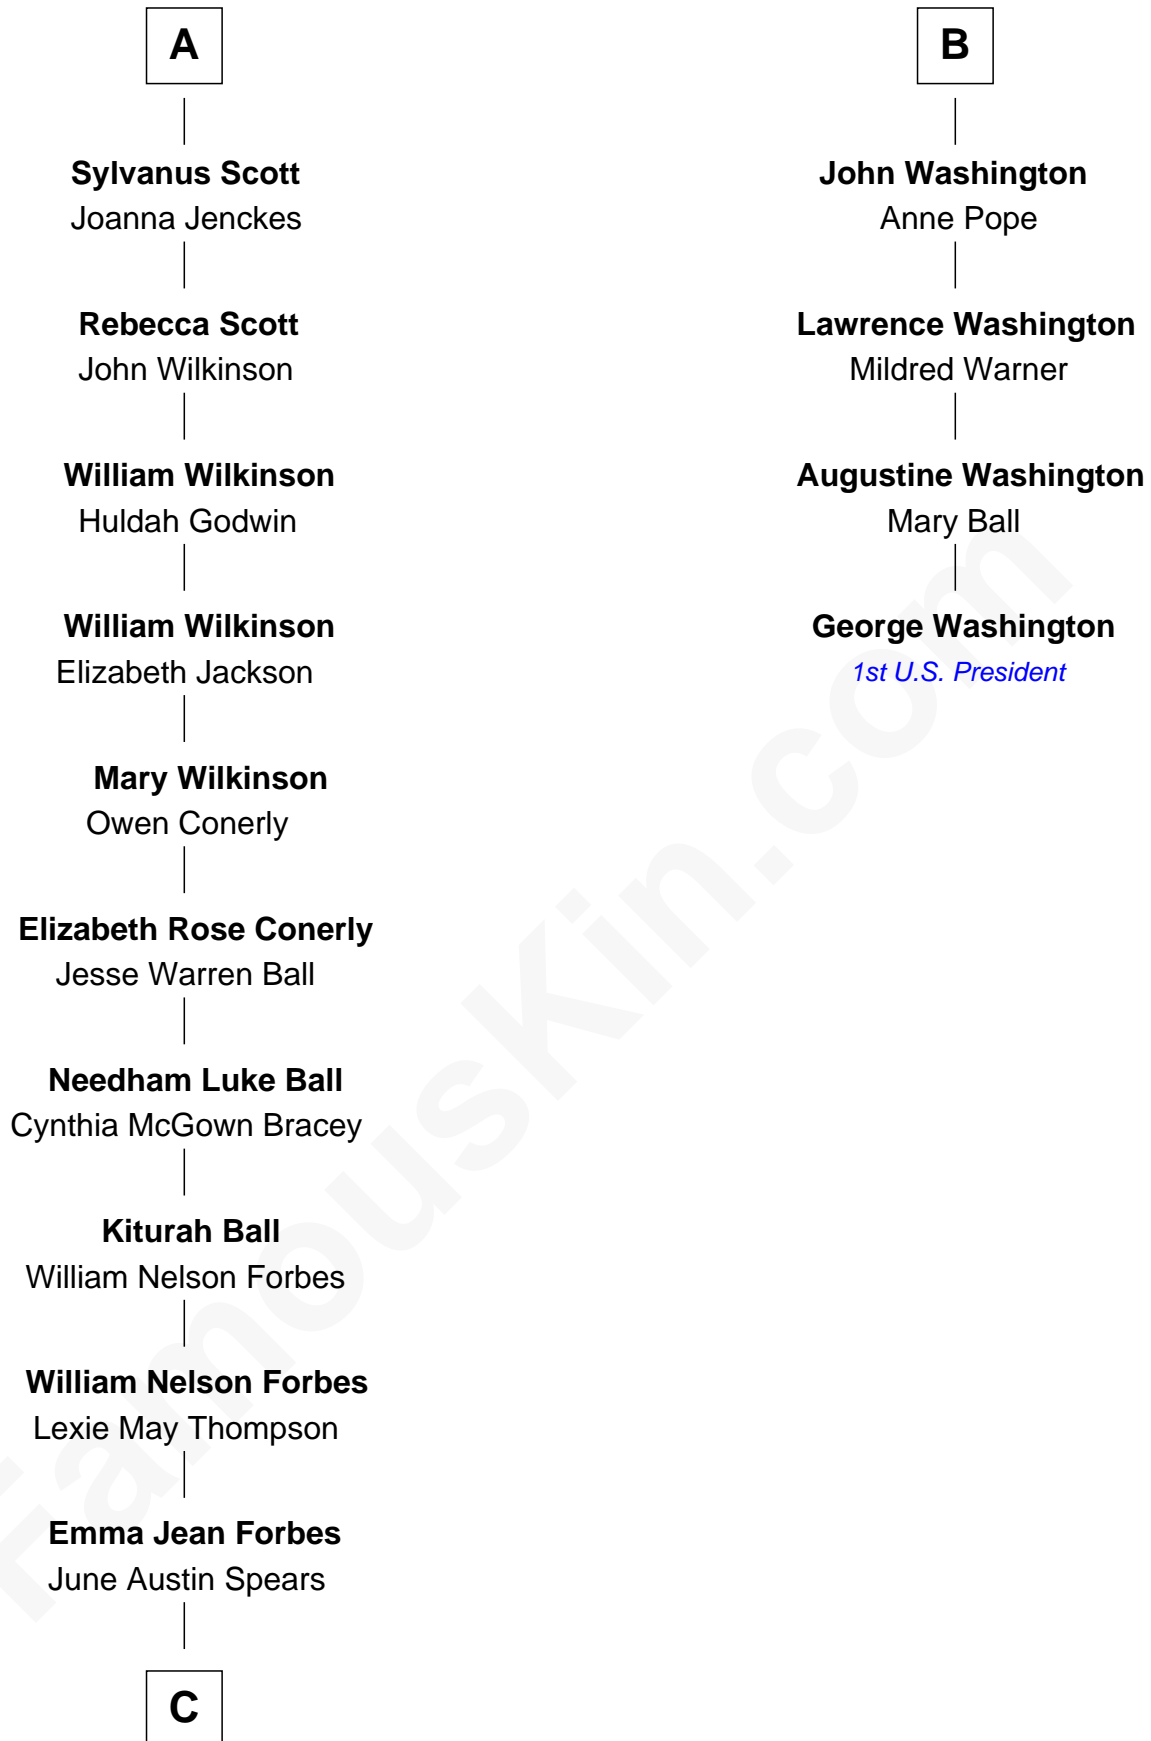 A
Sylvanus Scott
Joanna Jenckes
Rebecca Scott
John Wilkinson
William Wilkinson
Huldah Godwin
William Wilkinson
Elizabeth Jackson
Mary Wilkinson
Owen Conerly
Elizabeth Rose Conerly
Jesse Warren Ball
Needham Luke Ball
Cynthia McGown Bracey
Kiturah Ball
William Nelson Forbes
William Nelson Forbes
Lexie May Thompson
Emma Jean Forbes
June Austin Spears
C
B
John Washington
Anne Pope
Lawrence Washington
Mildred Warner
Augustine Washington
Mary Ball
George Washington
1st U.S. President
FamousKin.com